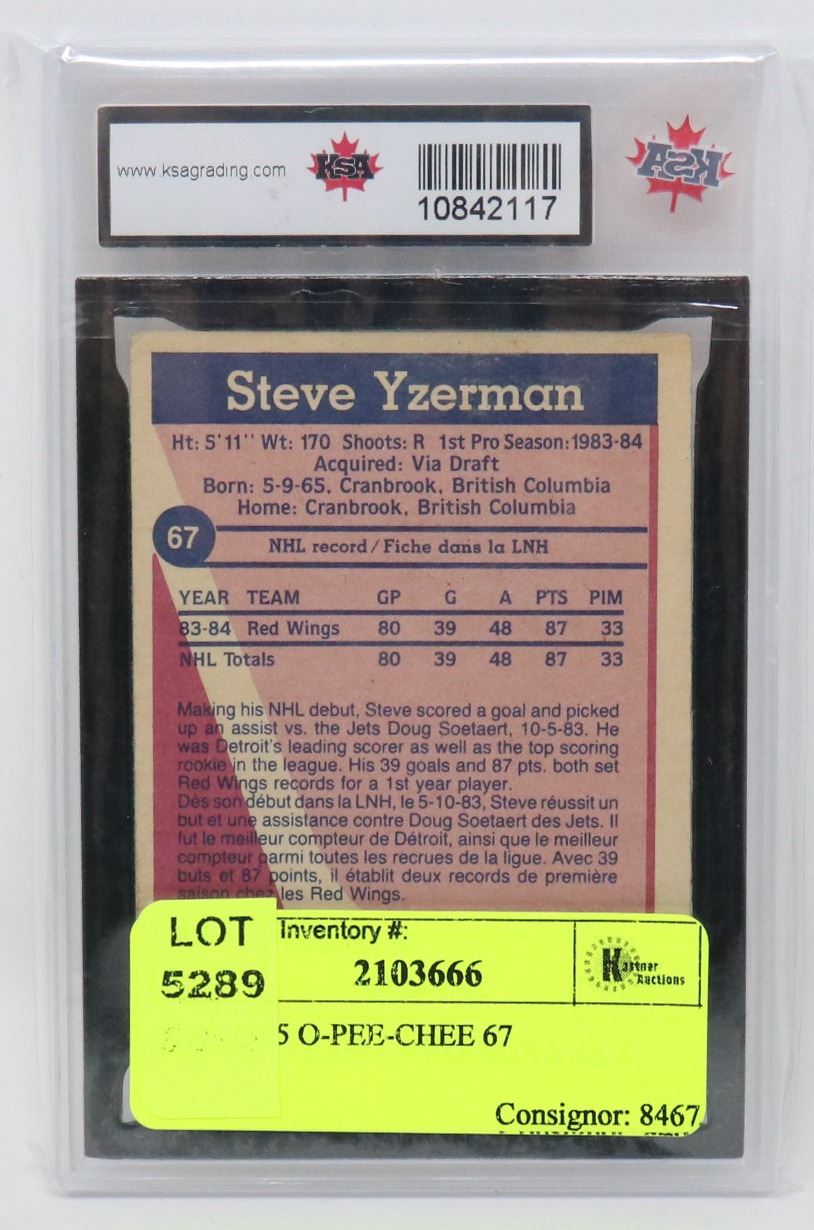 www.ksagrading.com
KSA
10842117
KSA
Steve Yzerman
Ht: 5'11" Wt: 170 Shoots: R 1st Pro Season: 1983-84
Acquired: Via Draft
Born: 5-9-65, Cranbrook, British Columbia
Home: Cranbrook, British Columbia
67
NHL record / Fiche dans la LNH
YEAR TEAM GP G A PTS PIM
83-84 Red Wings 80 39 48 87 33
NHL Totals 80 39 48 87 33
Making his NHL debut, Steve scored a goal and picked
up an assist vs. the Jets Doug Soetaert, 10-5-83. He
was Detroit's leading scorer as well as the top scoring
rookie in the league. His 39 goals and 87 pts. both set
Red Wings records for a 1st year player.
Dès son début dans la LNH, le 5-10-83, Steve réussit un
but et une assistance contre Doug Soetaert des Jets. Il
fut le meilleur compteur de Détroit, ainsi que le meilleur
compteur parmi toutes les recrues de la ligue. Avec 39
buts et 87 points, il établit deux records de première
saison chez les Red Wings.
LOT
5289
Inventory #:
2103666
Kastner
Auctions
5 O-PEE-CHEE 67
Consignor: 8467